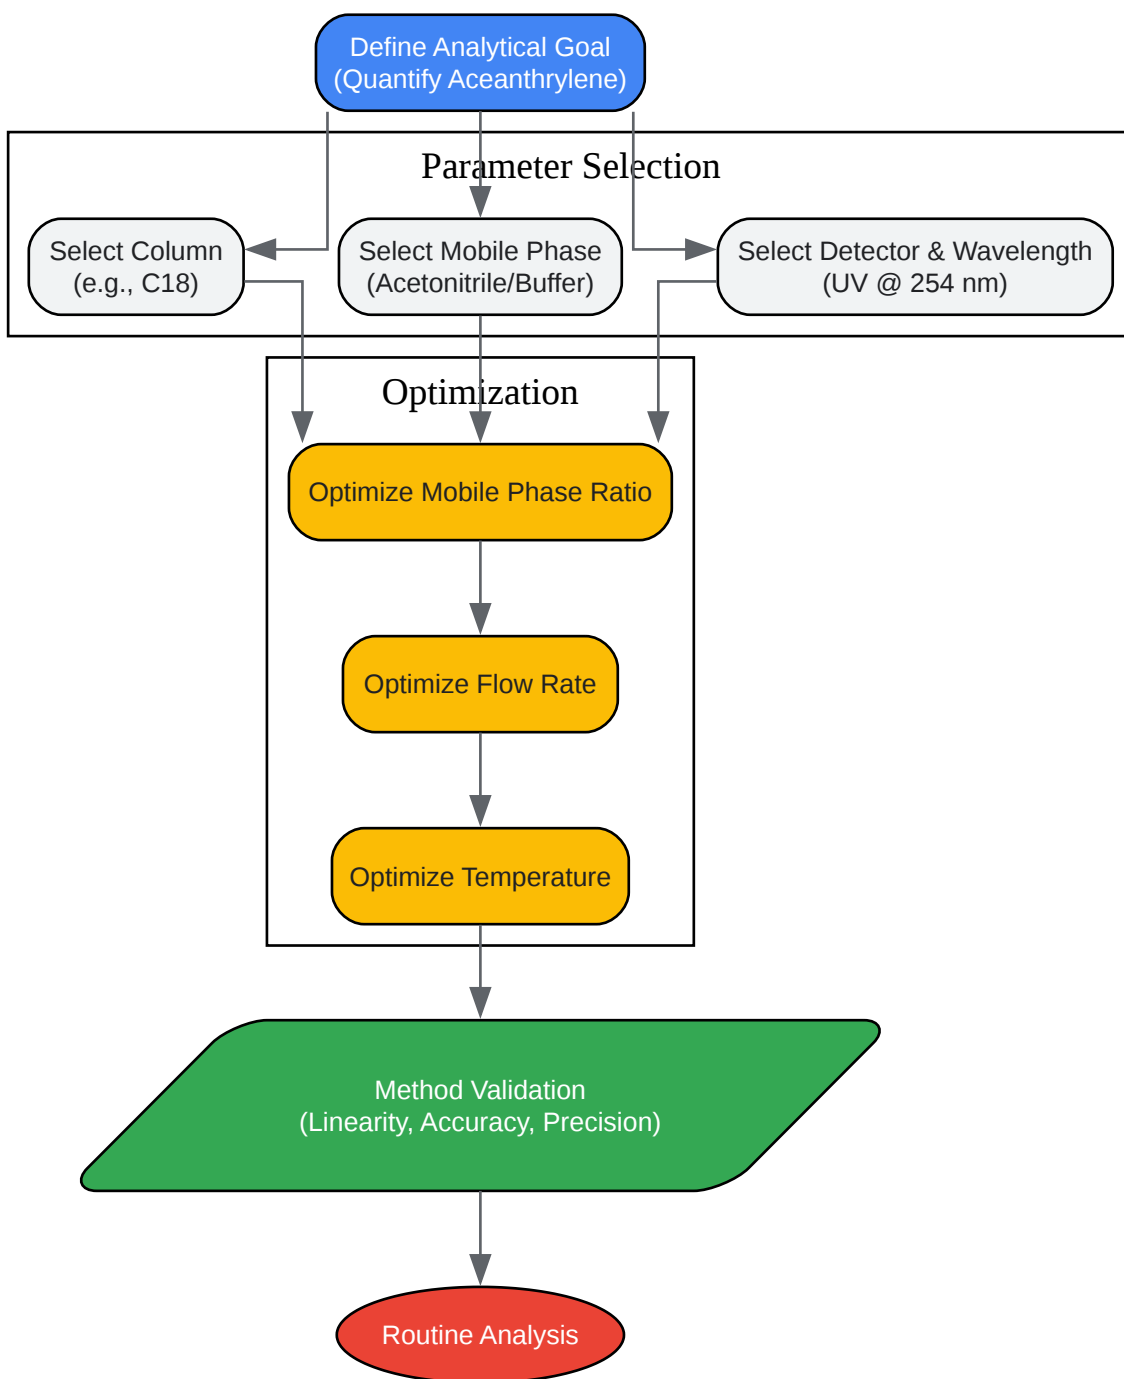 Define Analytical Goal
(Quantify Aceanthrylene)
Parameter Selection
Select Column
(e.g., C18)
Select Mobile Phase
(Acetonitrile/Buffer)
Select Detector & Wavelength
(UV @ 254 nm)
Optimization
Optimize Mobile Phase Ratio
Optimize Flow Rate
Optimize Temperature
Method Validation
(Linearity, Accuracy, Precision)
Routine Analysis